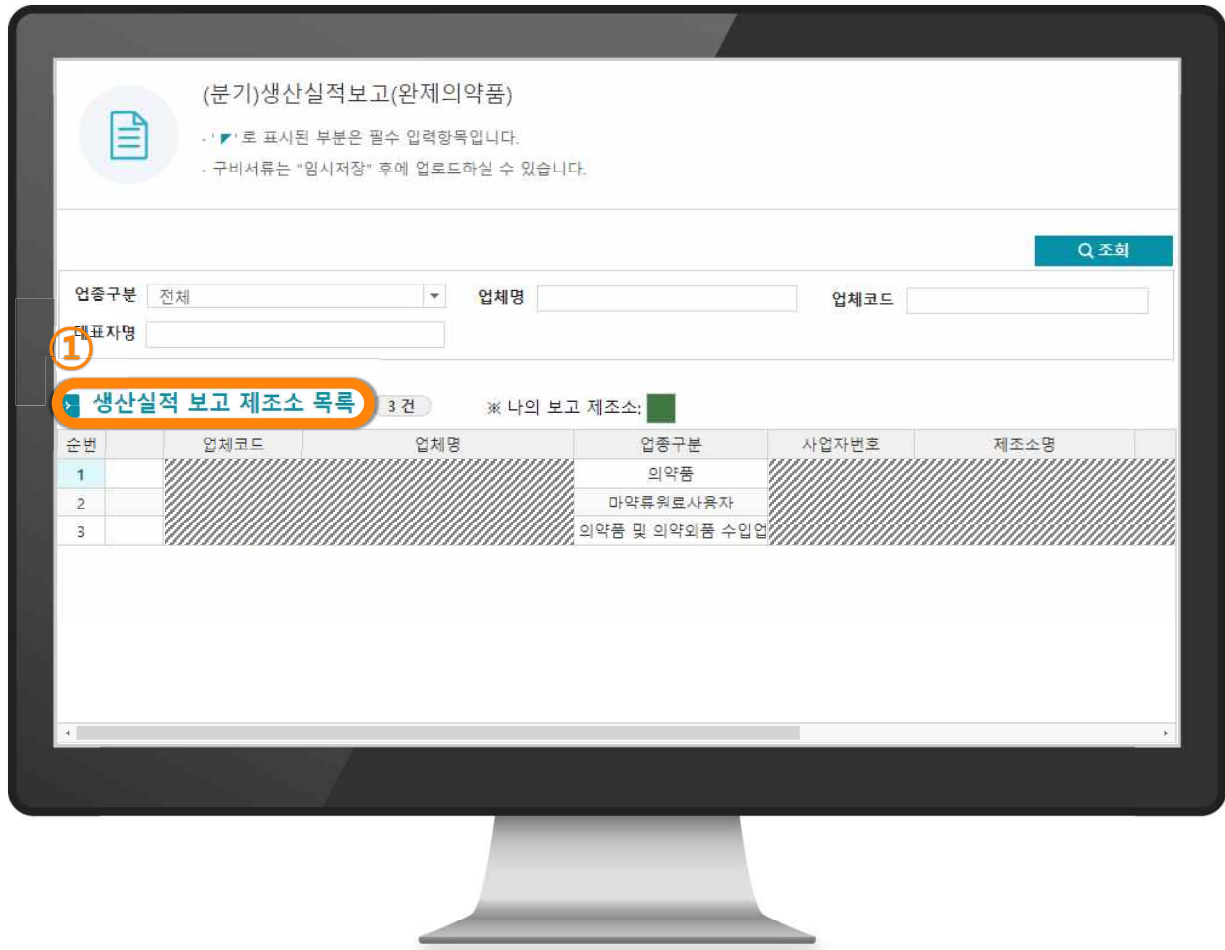 (분기)생산실적보고(완제의약품)
- '◤' 로 표시된 부분은 필수 입력항목입니다.
- 구비서류는 "임시저장" 후에 업로드하실 수 있습니다.
조회
업종구분 전체 업체명 업체코드
대표자명
①
생산실적 보고 제조소 목록 3 건 ※ 나의 보고 제조소:
순번 업체코드 업체명 업종구분 사업자번호 제조소명
1 의약품
2 마약류원료사용자
3 의약품 및 의약외품 수입업